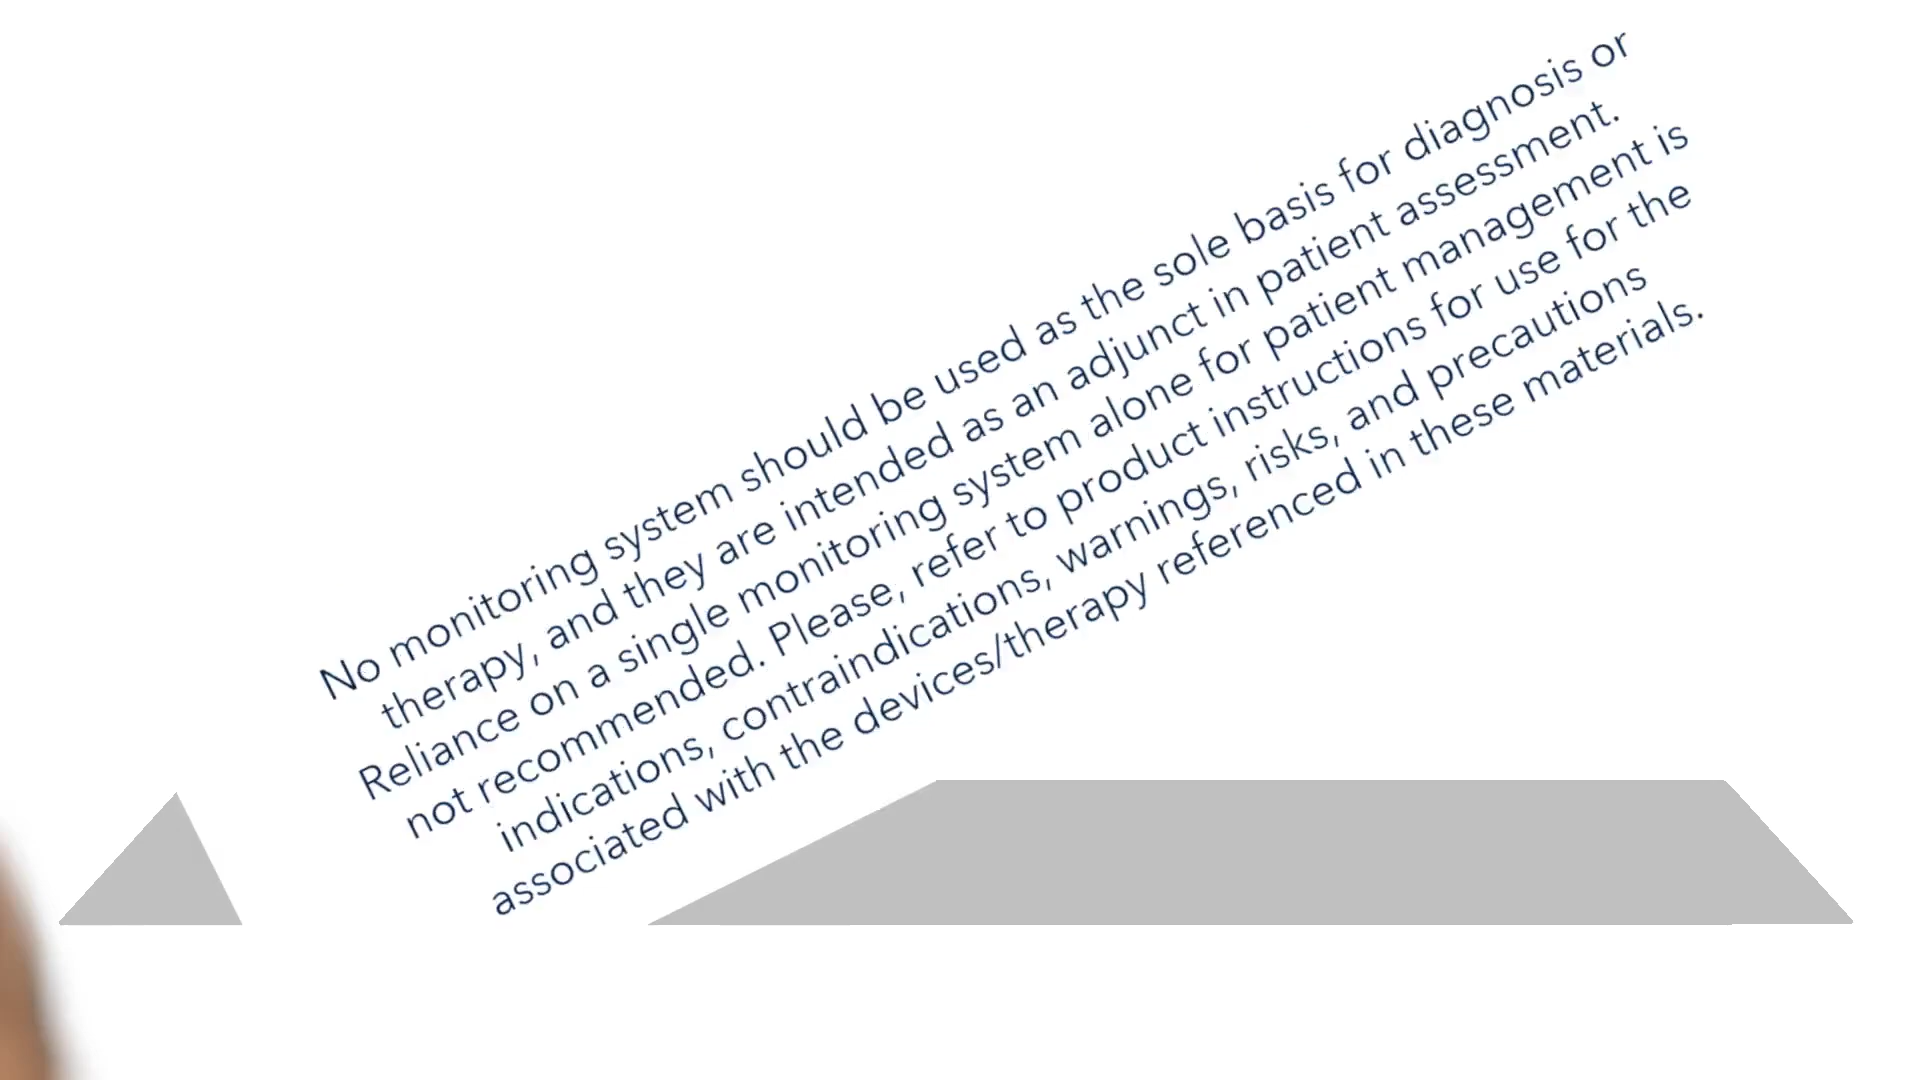 No monitoring system should be used as the sole basis for diagnosis or
therapy, and they are intended as an adjunct in patient assessment.
Reliance on a single monitoring system alone for patient management is
not recommended. Please, refer to product instructions for use for the
indications, contraindications, warnings, risks, and precautions
associated with the devices/therapy referenced in these materials.